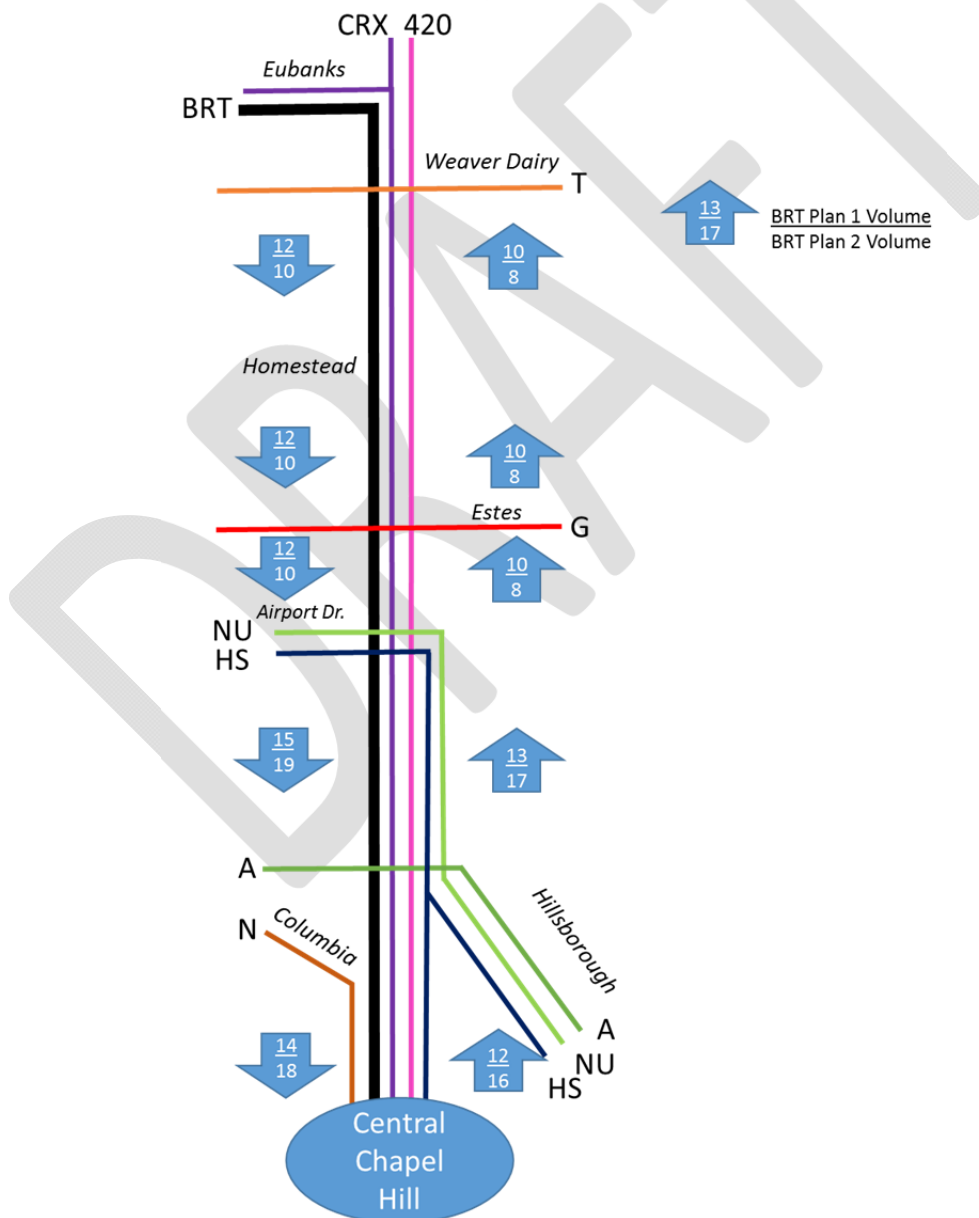 CRX 420
Eubanks
BRT
Weaver Dairy
T
12
10
10
8
13
17
BRT Plan 1 Volume
BRT Plan 2 Volume
Homestead
12
10
10
8
Estes
G
12
10
10
8
Airport Dr.
NU
HS
15
19
13
17
A
N
Columbia
Hillsborough
A
NU
HS
14
18
12
16
Central
Chapel
Hill
DRAFT